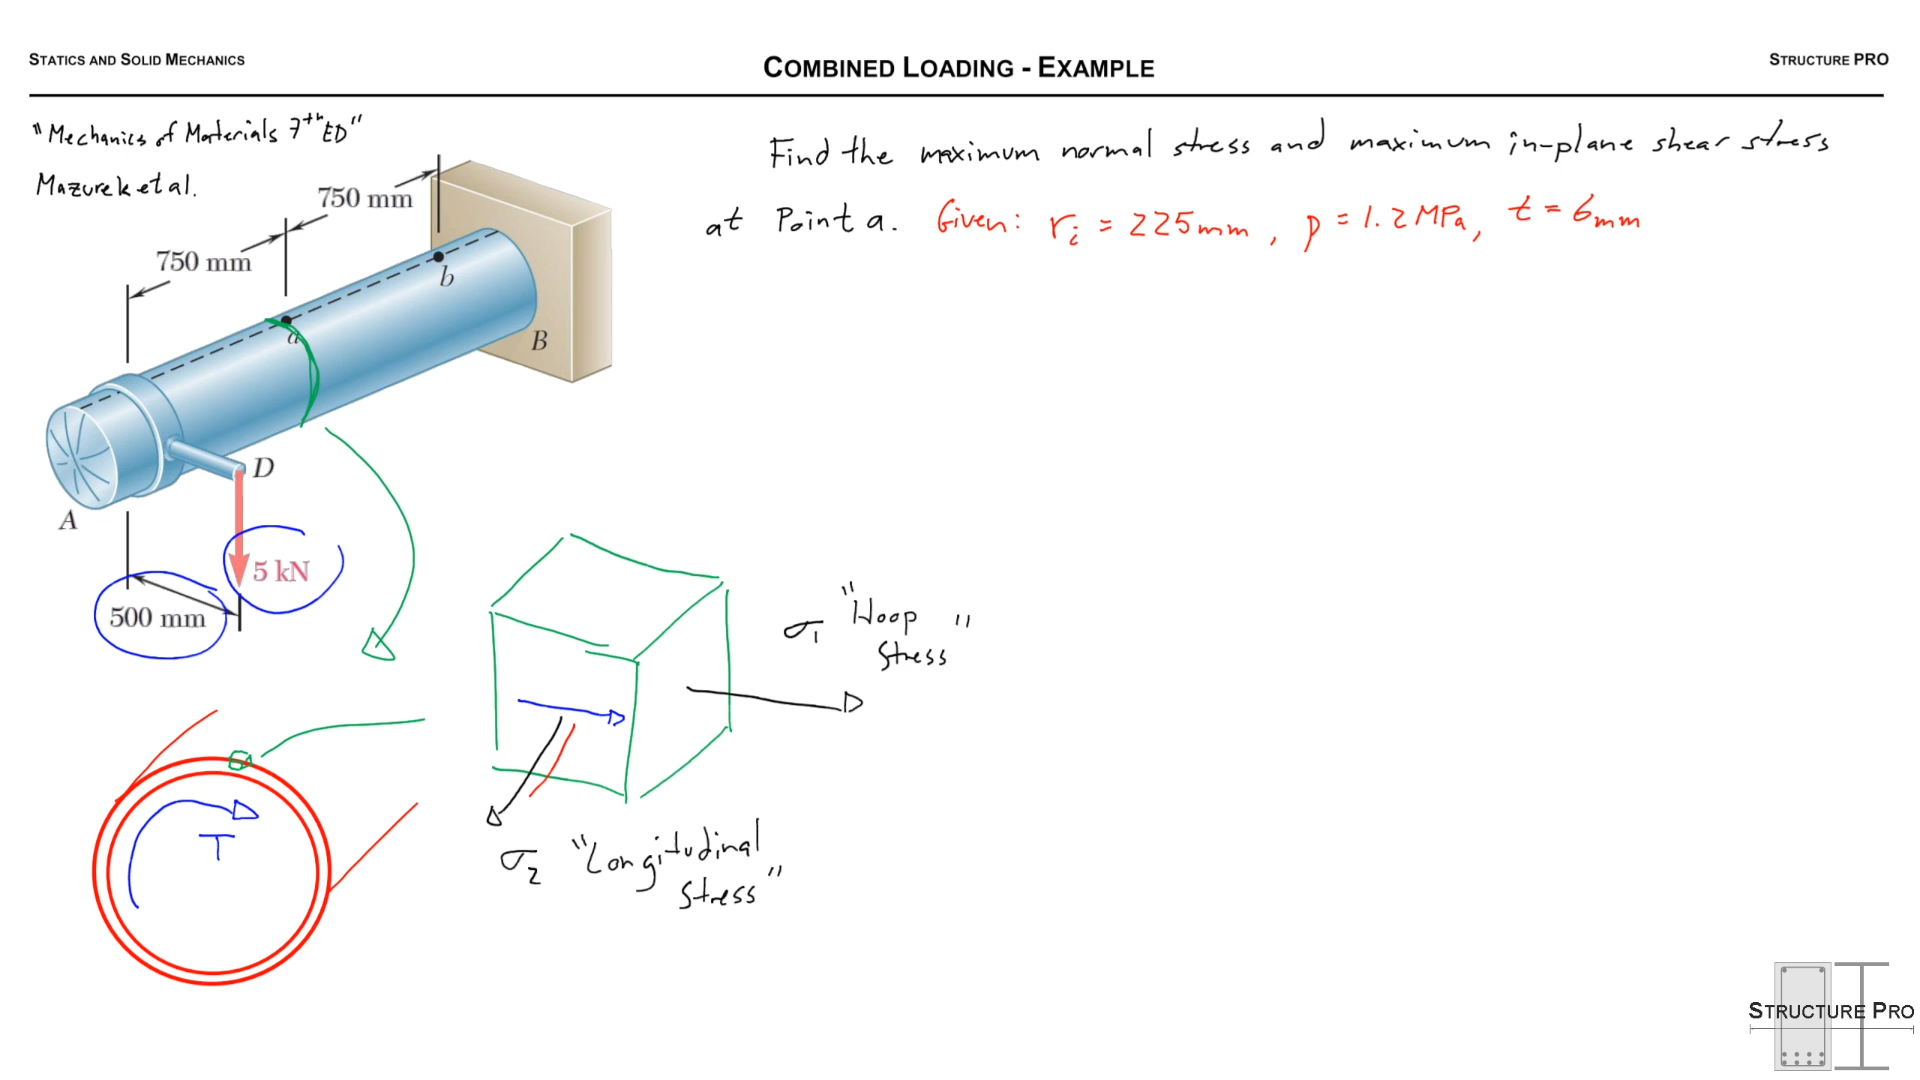 STATICS AND SOLID MECHANICS
COMBINED LOADING - EXAMPLE
STRUCTURE PRO
"Mechanics of Materials 7th ED"
Mazurek et al.
Find the maximum normal stress and maximum in-plane shear stress
at Point a. Given: ri = 225mm, p = 1.2 MPa, t = 6mm
750 mm
750 mm
b
a
B
D
A
5 kN
500 mm
σ1 "Hoop
Stress"
T
σ2 "Longitudinal
Stress"
STRUCTURE PRO